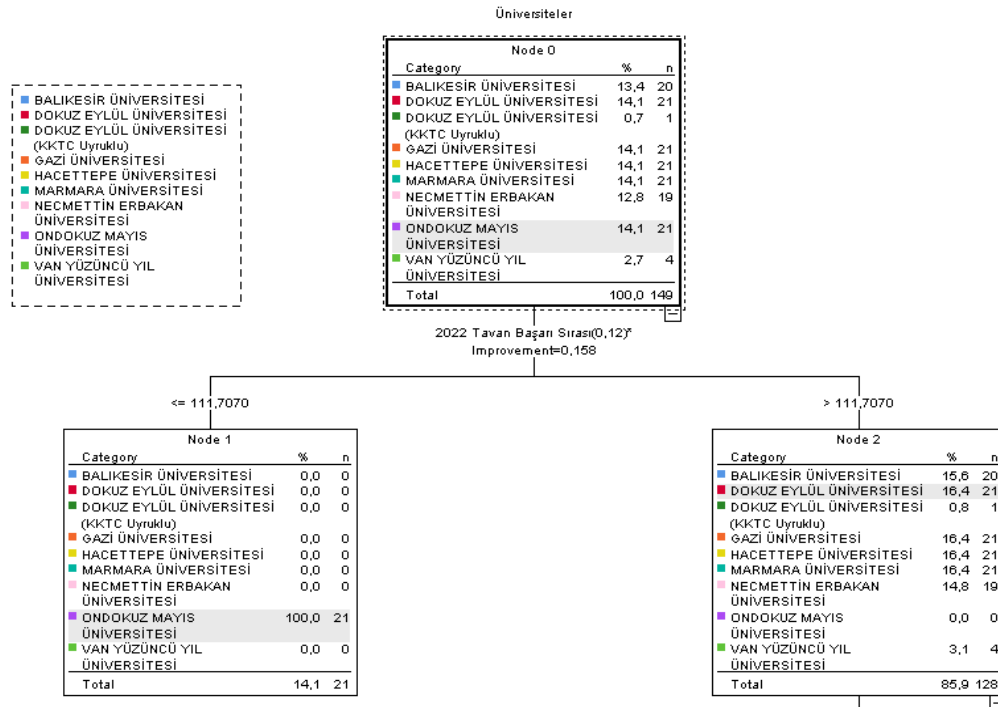 Üniversiteler
BALIKESİR ÜNİVERSİTESİ
DOKUZ EYLÜL ÜNİVERSİTESİ
DOKUZ EYLÜL ÜNİVERSİTESİ
(KKTC Uyruklu)
GAZİ ÜNİVERSİTESİ
HACETTEPE ÜNİVERSİTESİ
MARMARA ÜNİVERSİTESİ
NECMETTİN ERBAKAN
ÜNİVERSİTESİ
ONDOKUZ MAYIS
ÜNİVERSİTESİ
VAN YÜZÜNCÜ YIL
ÜNİVERSİTESİ
Node 0
Category % n
BALIKESİR ÜNİVERSİTESİ 13,4 20
DOKUZ EYLÜL ÜNİVERSİTESİ 14,1 21
DOKUZ EYLÜL ÜNİVERSİTESİ 0,7 1
(KKTC Uyruklu)
GAZİ ÜNİVERSİTESİ 14,1 21
HACETTEPE ÜNİVERSİTESİ 14,1 21
MARMARA ÜNİVERSİTESİ 14,1 21
NECMETTİN ERBAKAN 12,8 19
ÜNİVERSİTESİ
ONDOKUZ MAYIS 14,1 21
ÜNİVERSİTESİ
VAN YÜZÜNCÜ YIL 2,7 4
ÜNİVERSİTESİ
Total 100,0 149
2022 Tavan Başarı Sırası(0,12)*
Improvement=0,158
<= 111,7070
> 111,7070
Node 1
Category % n
BALIKESİR ÜNİVERSİTESİ 0,0 0
DOKUZ EYLÜL ÜNİVERSİTESİ 0,0 0
DOKUZ EYLÜL ÜNİVERSİTESİ 0,0 0
(KKTC Uyruklu)
GAZİ ÜNİVERSİTESİ 0,0 0
HACETTEPE ÜNİVERSİTESİ 0,0 0
MARMARA ÜNİVERSİTESİ 0,0 0
NECMETTİN ERBAKAN 0,0 0
ÜNİVERSİTESİ
ONDOKUZ MAYIS 100,0 21
ÜNİVERSİTESİ
VAN YÜZÜNCÜ YIL 0,0 0
ÜNİVERSİTESİ
Total 14,1 21
Node 2
Category % n
BALIKESİR ÜNİVERSİTESİ 15,6 20
DOKUZ EYLÜL ÜNİVERSİTESİ 16,4 21
DOKUZ EYLÜL ÜNİVERSİTESİ 0,8 1
(KKTC Uyruklu)
GAZİ ÜNİVERSİTESİ 16,4 21
HACETTEPE ÜNİVERSİTESİ 16,4 21
MARMARA ÜNİVERSİTESİ 16,4 21
NECMETTİN ERBAKAN 14,8 19
ÜNİVERSİTESİ
ONDOKUZ MAYIS 0,0 0
ÜNİVERSİTESİ
VAN YÜZÜNCÜ YIL 3,1 4
ÜNİVERSİTESİ
Total 85,9 128